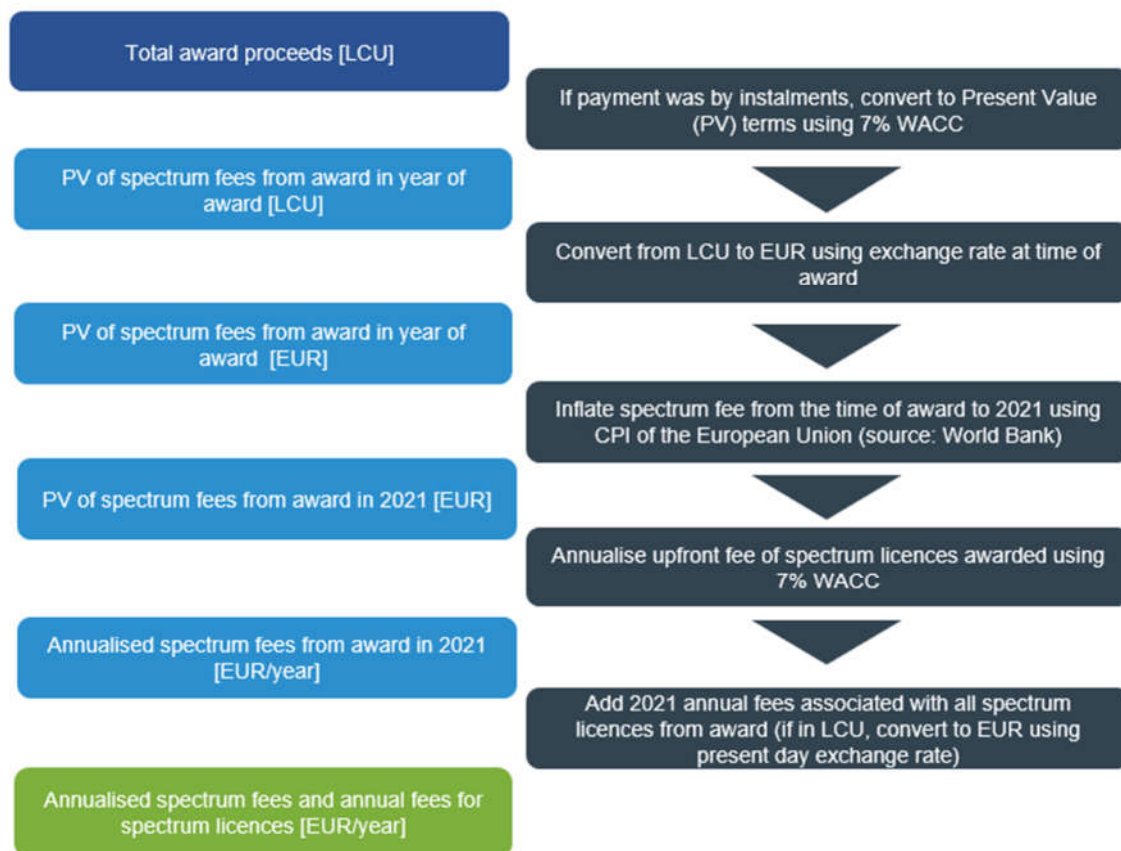 Total award proceeds [LCU]
If payment was by instalments, convert to Present Value
(PV) terms using 7% WACC
PV of spectrum fees from award in year of
award [LCU]
Convert from LCU to EUR using exchange rate at time of
award
PV of spectrum fees from award in year of
award [EUR]
Inflate spectrum fee from the time of award to 2021 using
CPI of the European Union (source: World Bank)
PV of spectrum fees from award in 2021 [EUR]
Annualise upfront fee of spectrum licences awarded using
7% WACC
Annualised spectrum fees from award in 2021
[EUR/year]
Add 2021 annual fees associated with all spectrum
licences from award (if in LCU, convert to EUR using
present day exchange rate)
Annualised spectrum fees and annual fees for
spectrum licences [EUR/year]